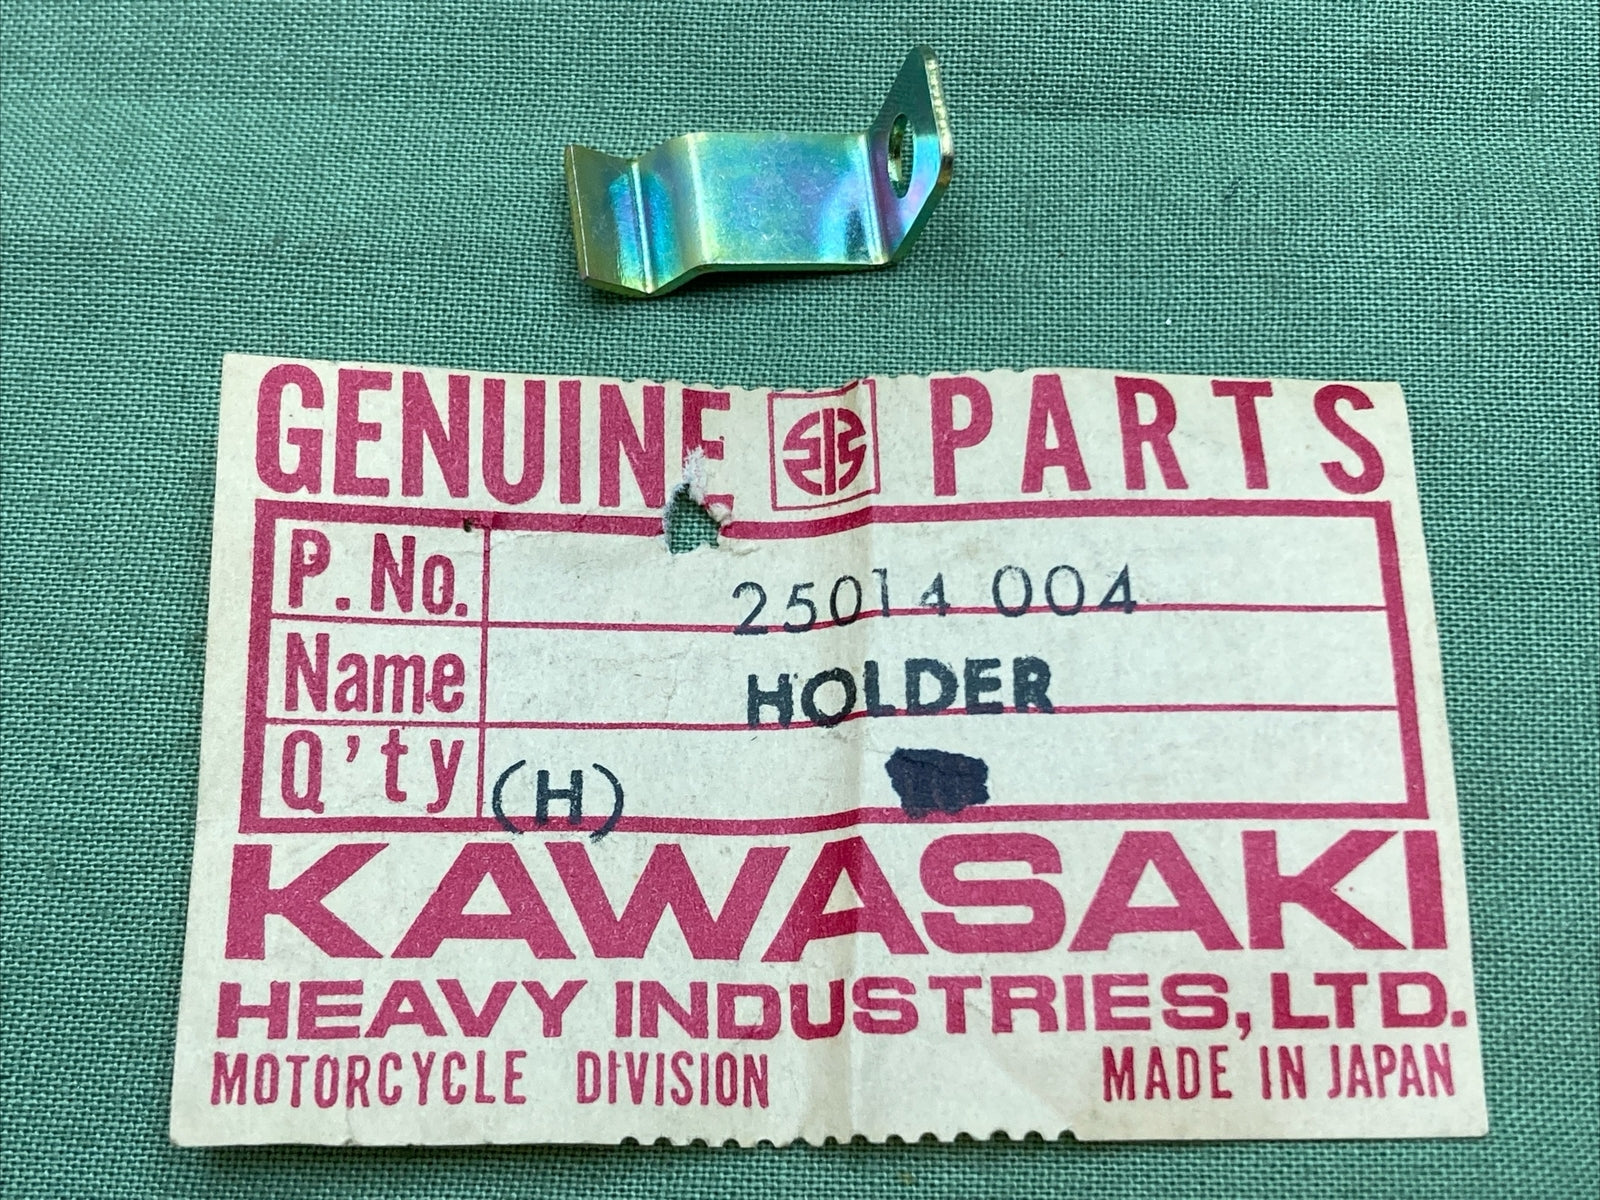 GENUINE PARTS
P. No. 25014 004
Name HOLDER
Q'ty (H)
KAWASAKI
HEAVY INDUSTRIES, LTD.
MOTORCYCLE DIVISION MADE IN JAPAN